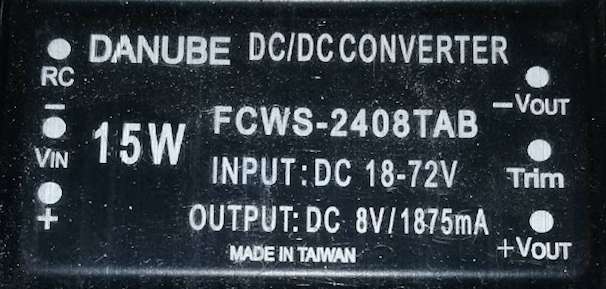 DANUBE DC/DC CONVERTER
RC
−
VIN
+
15W
FCWS-2408TAB
INPUT: DC 18-72V
OUTPUT: DC 8V/1875mA
MADE IN TAIWAN
−VOUT
Trim
+VOUT